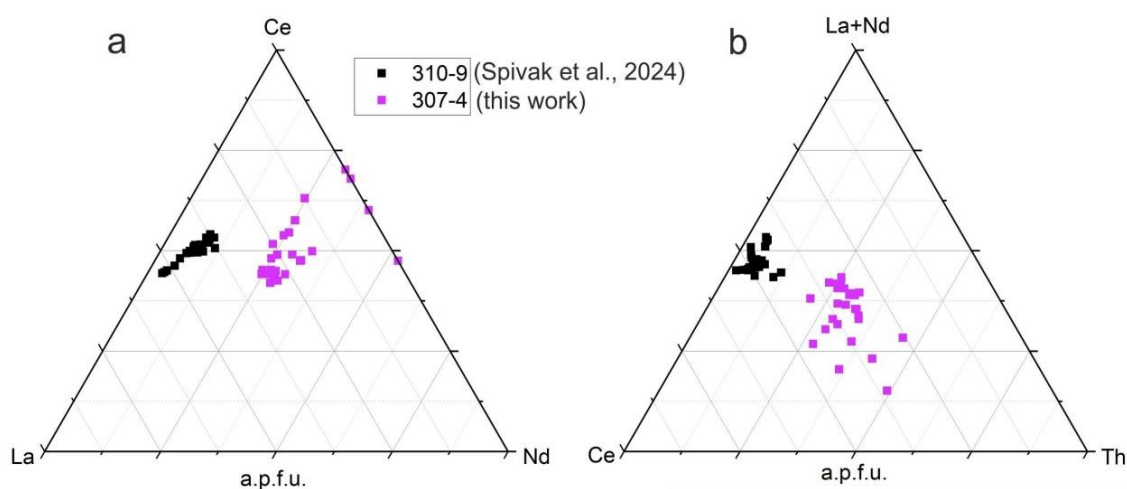 a
Ce
310-9 (Spivak et al., 2024)
307-4 (this work)
La
Nd
a.p.f.u.
b
La+Nd
Ce
Th
a.p.f.u.